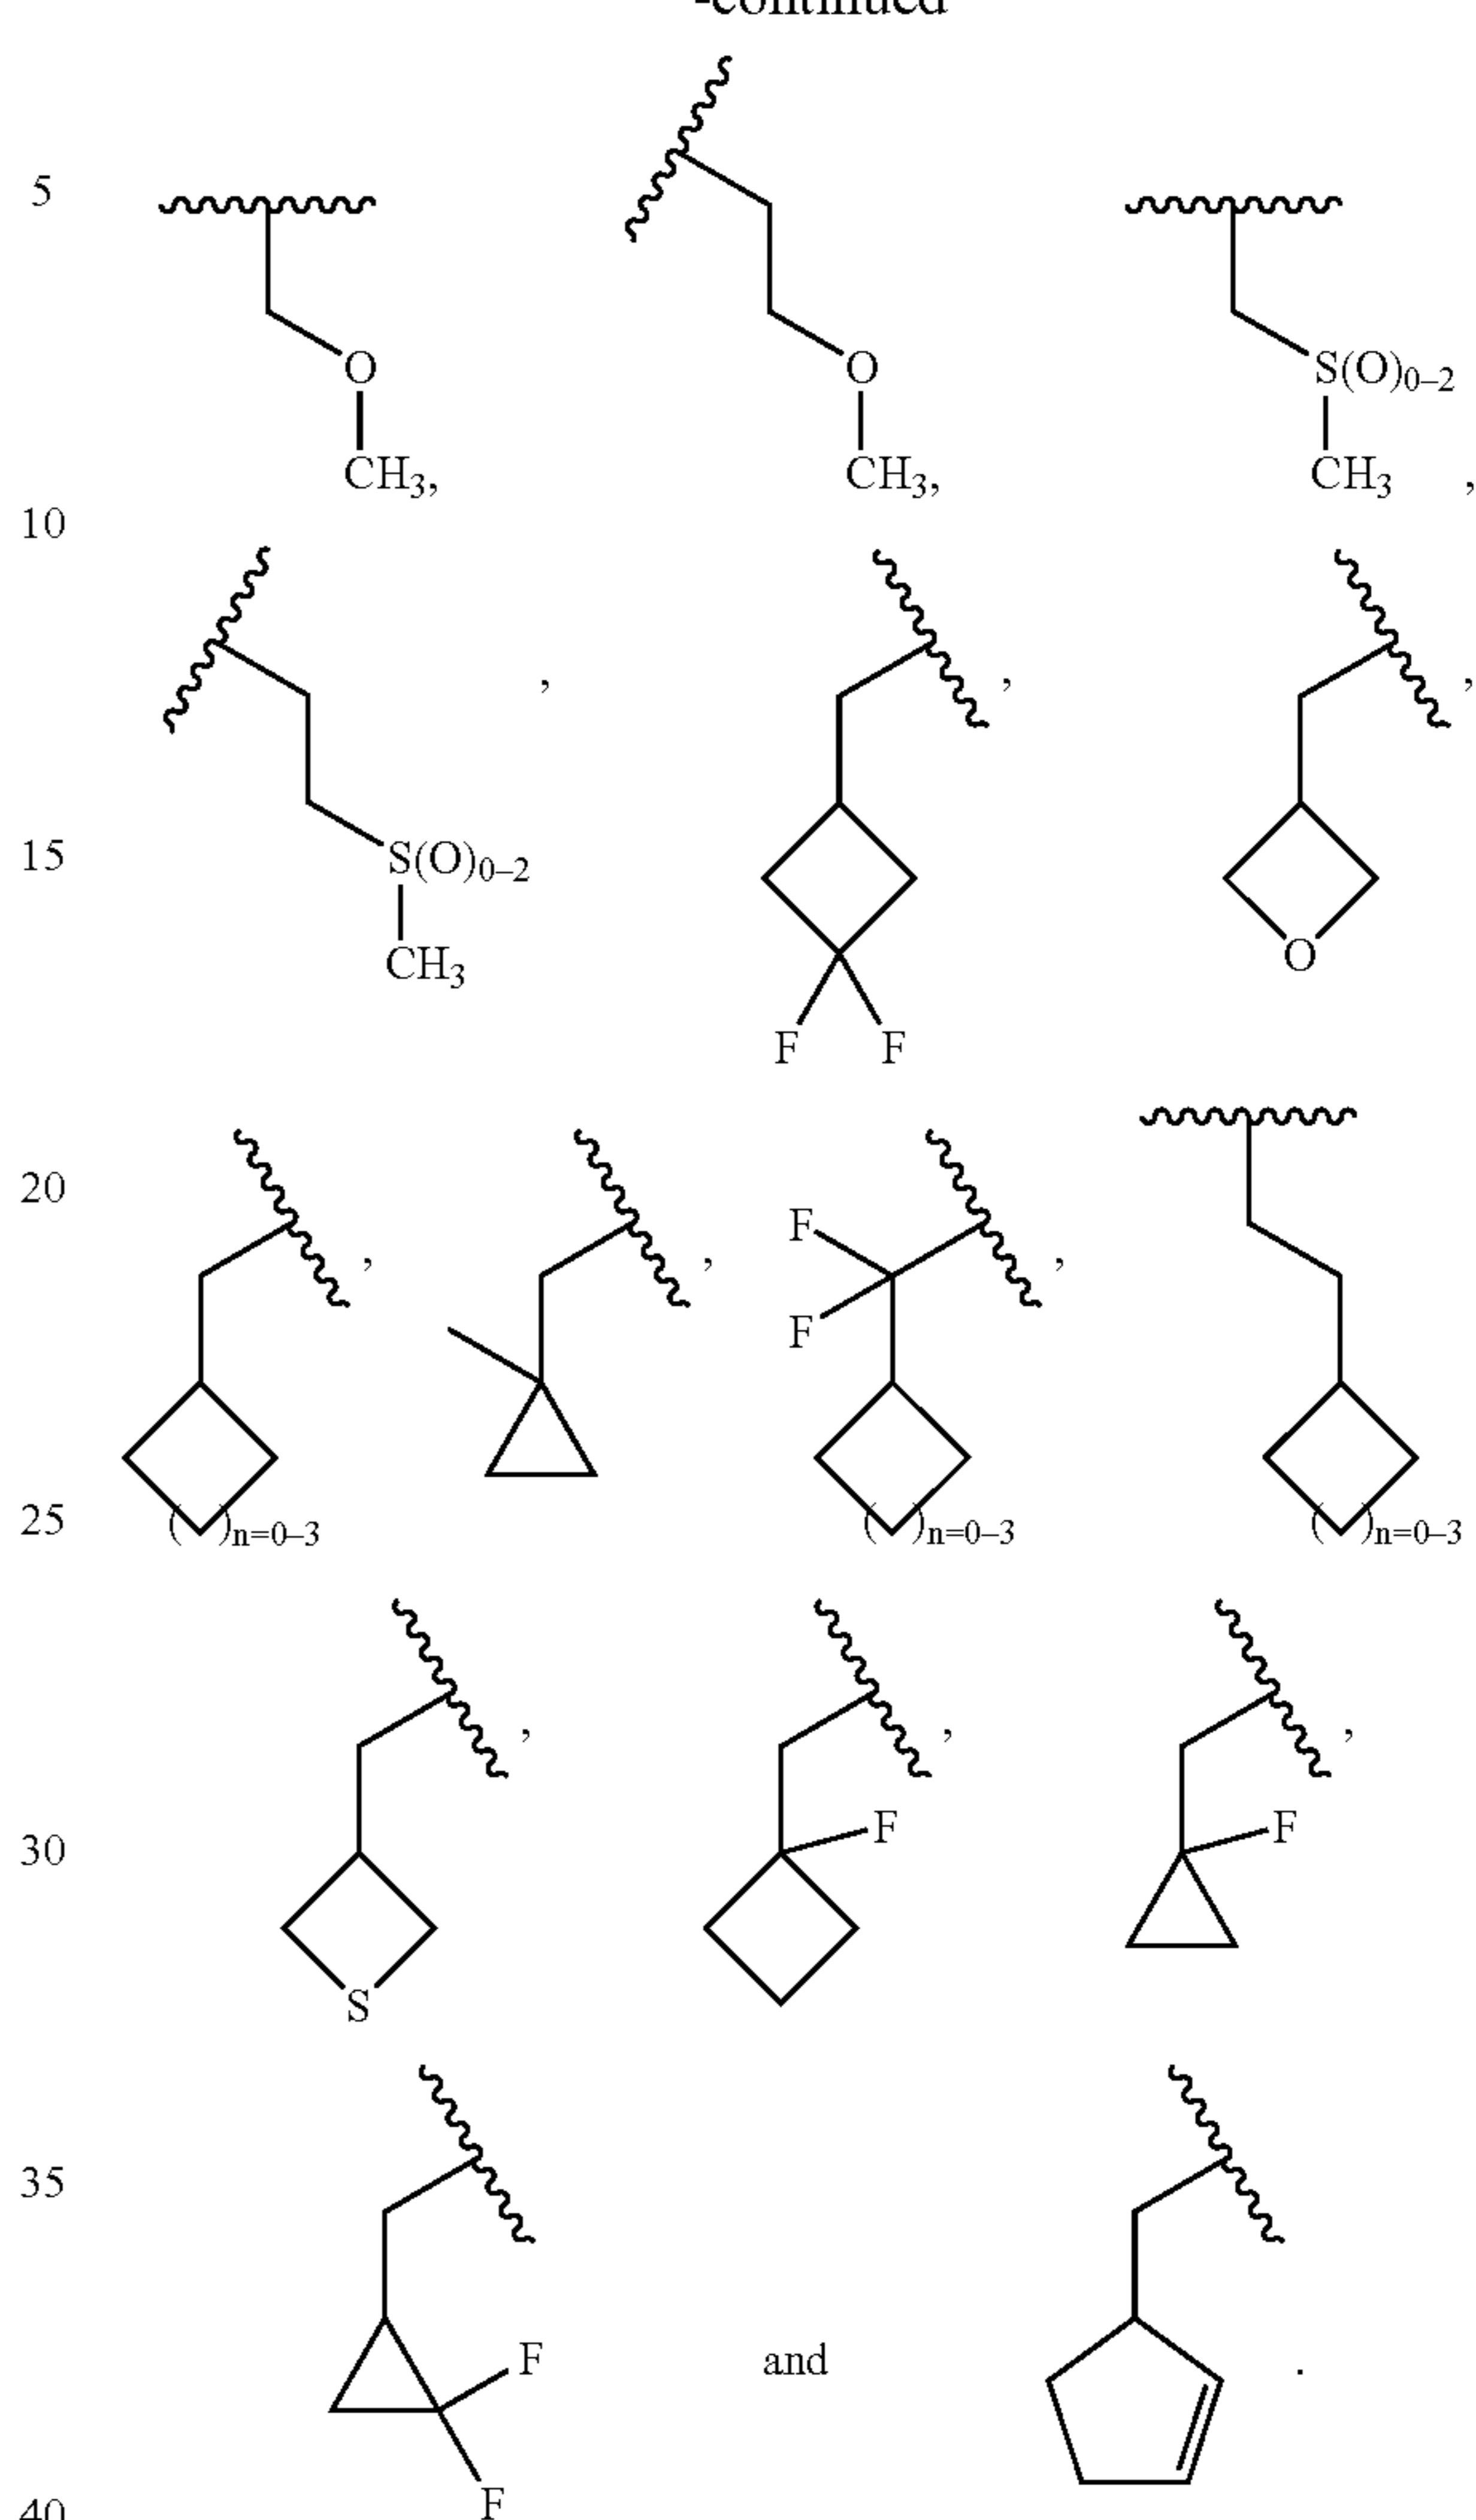 -continued
5
O
O
S(O)0–2
CH3,
CH3,
CH3 ,
10
, , ,
15
S(O)0–2
O
CH3
F F
20
F
, , ,
F
25
( )n=0–3
( )n=0–3
( )n=0–3
, , ,
30
F
F
S
35
F
and
.
F
40